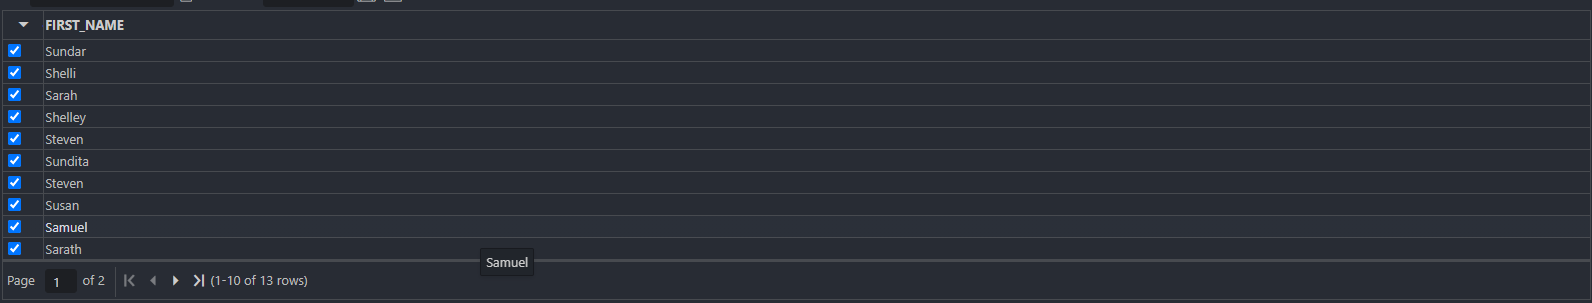 FIRST_NAME
Sundar
Shelli
Sarah
Shelley
Steven
Sundita
Steven
Susan
Samuel
Sarath
Samuel
Page 1 of 2 (1-10 of 13 rows)